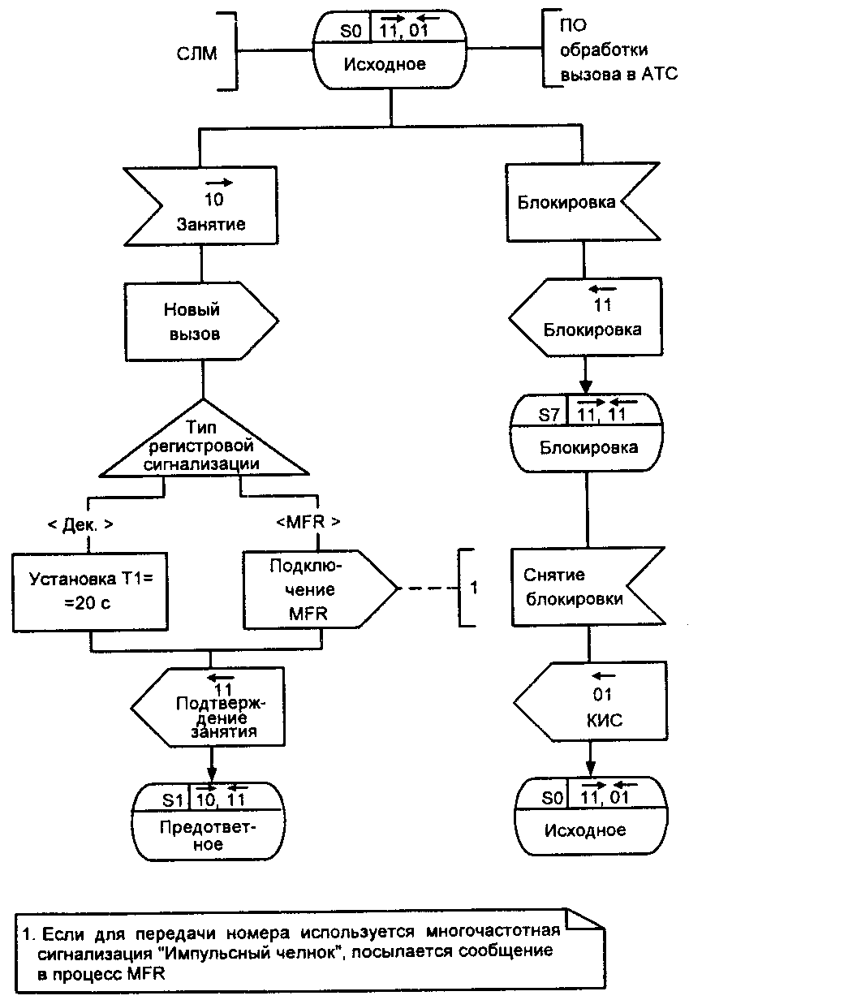 СЛМ
S0 11, 01
Исходное
ПО
обработки
вызова в АТС
10
Занятие
Новый
вызов
Тип
регистровой
сигнализации
< Дек. >
<MFR >
Установка Т1=
=20 с
Подклю-
чение
MFR
1
11
Подтверж-
дение
занятия
S1 10, 11
Предответ-
ное
Блокировка
11
Блокировка
S7 11, 11
Блокировка
Снятие
блокировки
01
КИС
S0 11, 01
Исходное
1. Если для передачи номера используется многочастотная
сигнализация "Импульсный челнок", посылается сообщение
в процесс MFR